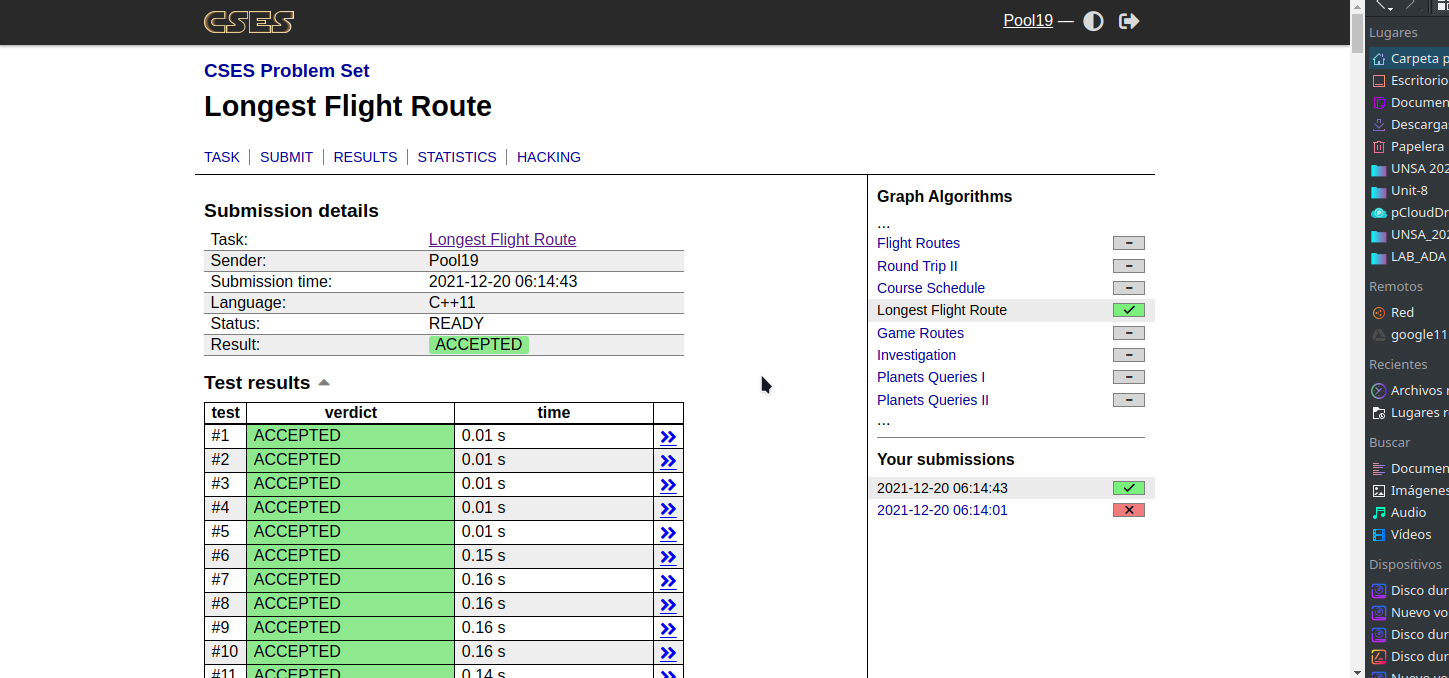 CSES
Pool19 —
CSES Problem Set
Longest Flight Route
TASK SUBMIT RESULTS STATISTICS HACKING
Submission details
Task: Longest Flight Route
Sender: Pool19
Submission time: 2021-12-20 06:14:43
Language: C++11
Status: READY
Result: ACCEPTED
Test results
test verdict time
#1 ACCEPTED 0.01 s
#2 ACCEPTED 0.01 s
#3 ACCEPTED 0.01 s
#4 ACCEPTED 0.01 s
#5 ACCEPTED 0.01 s
#6 ACCEPTED 0.15 s
#7 ACCEPTED 0.16 s
#8 ACCEPTED 0.16 s
#9 ACCEPTED 0.16 s
#10 ACCEPTED 0.16 s
#11 ACCEPTED 0.14 s
Graph Algorithms
...
Flight Routes
Round Trip II
Course Schedule
Longest Flight Route
Game Routes
Investigation
Planets Queries I
Planets Queries II
...
Your submissions
2021-12-20 06:14:43
2021-12-20 06:14:01
Lugares
Carpeta p
Escritorio
Documen
Descarga
Papelera
UNSA 202
Unit-8
pCloudDr
UNSA_202
LAB_ADA
Remotos
Red
google11
Recientes
Archivos r
Lugares r
Buscar
Documen
Imágenes
Audio
Vídeos
Dispositivos
Disco dur
Nuevo vo
Disco dur
Disco dur
Nuevo vo